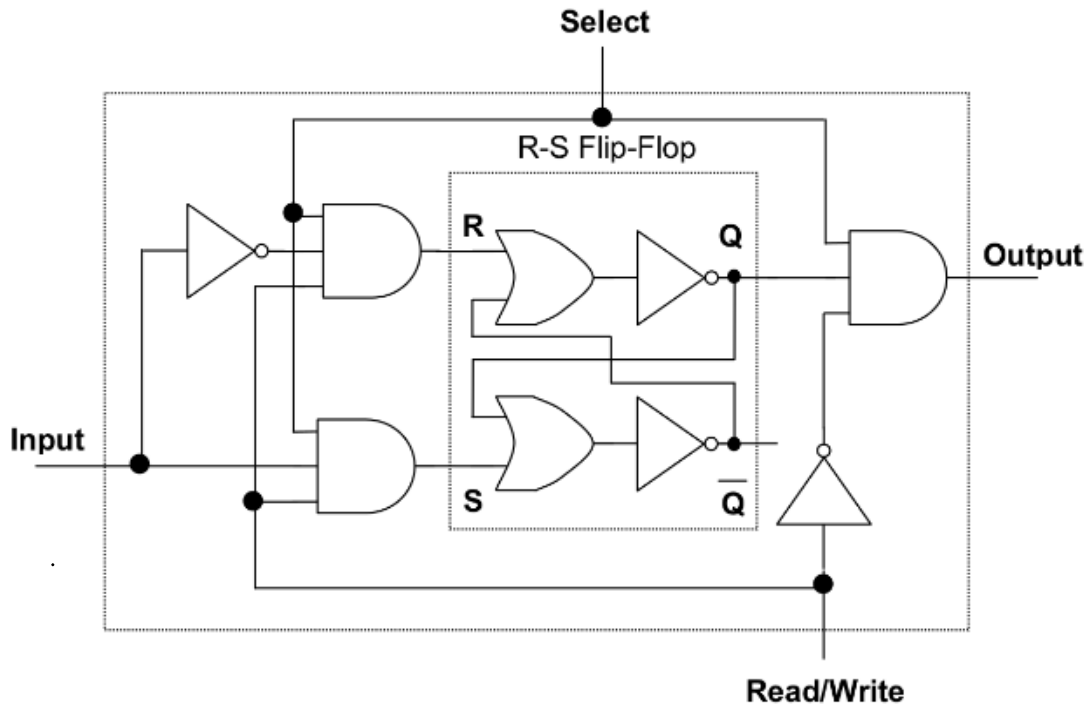 Select
R-S Flip-Flop
R
Q
Output
Input
S
Q̅
Read/Write